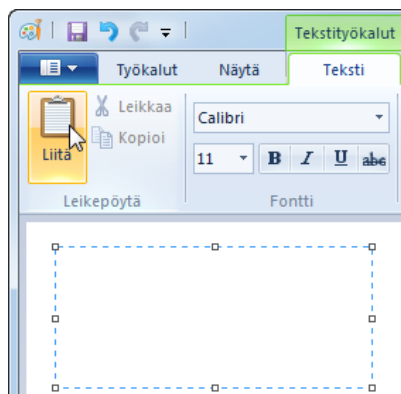 Tekstityökalut
Työkalut Näytä Teksti
Liitä
Leikkaa
Kopioi
Leikepöytä
Calibri
11 B I U abc
Fontti